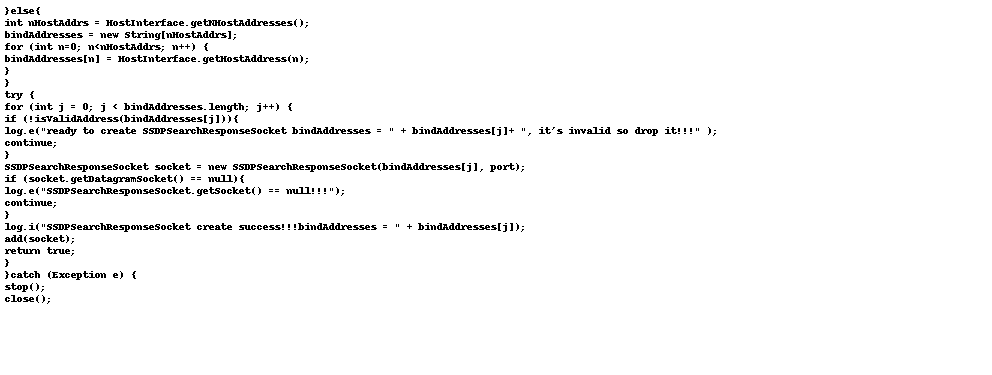 }else{
int nHostAddrs = HostInterface.getNHostAddresses();
bindAddresses = new String[nHostAddrs];
for (int n=0; n<nHostAddrs; n++) {
bindAddresses[n] = HostInterface.getHostAddress(n);
}
}
try {
for (int j = 0; j < bindAddresses.length; j++) {
if (!isValidAddress(bindAddresses[j])){
log.e("ready to create SSDPSearchResponseSocket bindAddresses = " + bindAddresses[j]+ ", it's invalid so drop it!!!" );
continue;
}
SSDPSearchResponseSocket socket = new SSDPSearchResponseSocket(bindAddresses[j], port);
if (socket.getDatagramSocket() == null){
log.e("SSDPSearchResponseSocket.getSocket() == null!!!");
continue;
}
log.i("SSDPSearchResponseSocket create success!!!bindAddresses = " + bindAddresses[j]);
add(socket);
return true;
}
}catch (Exception e) {
stop();
close();